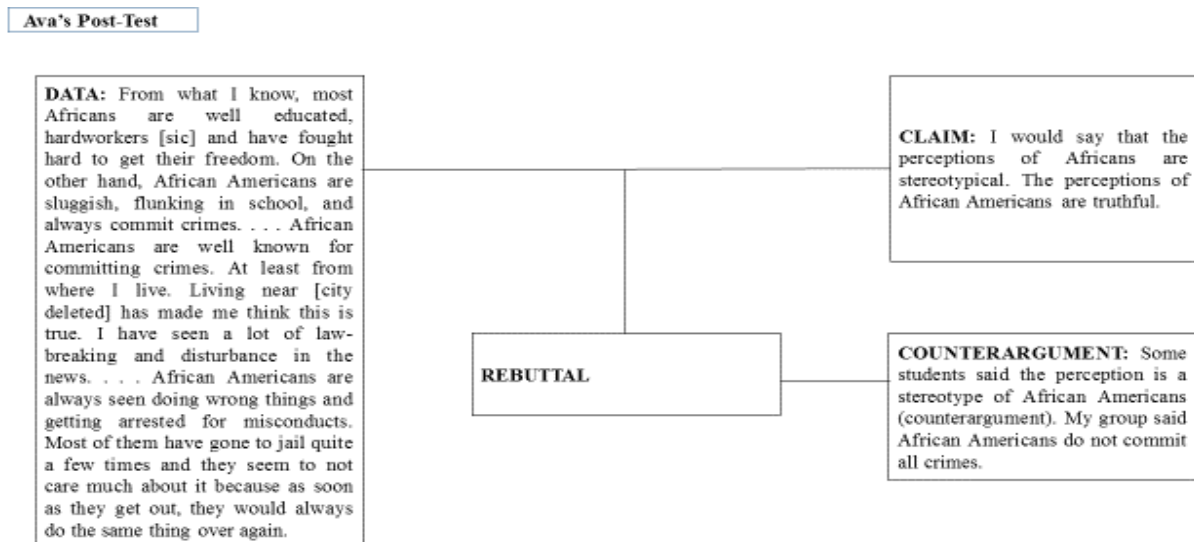 Ava's Post-Test
DATA: From what I know, most
Africans are well educated,
hardworkers [sic] and have fought
hard to get their freedom. On the
other hand, African Americans are
sluggish, flunking in school, and
always commit crimes. . . . African
Americans are well known for
committing crimes. At least from
where I live. Living near [city
deleted] has made me think this is
true. I have seen a lot of law-
breaking and disturbance in the
news. . . . African Americans are
always seen doing wrong things and
getting arrested for misconducts.
Most of them have gone to jail quite
a few times and they seem to not
care much about it because as soon
as they get out, they would always
do the same thing over again.
CLAIM: I would say that the
perceptions of Africans are
stereotypical. The perceptions of
African Americans are truthful.
REBUTTAL
COUNTERARGUMENT: Some
students said the perception is a
stereotype of African Americans
(counterargument). My group said
African Americans do not commit
all crimes.